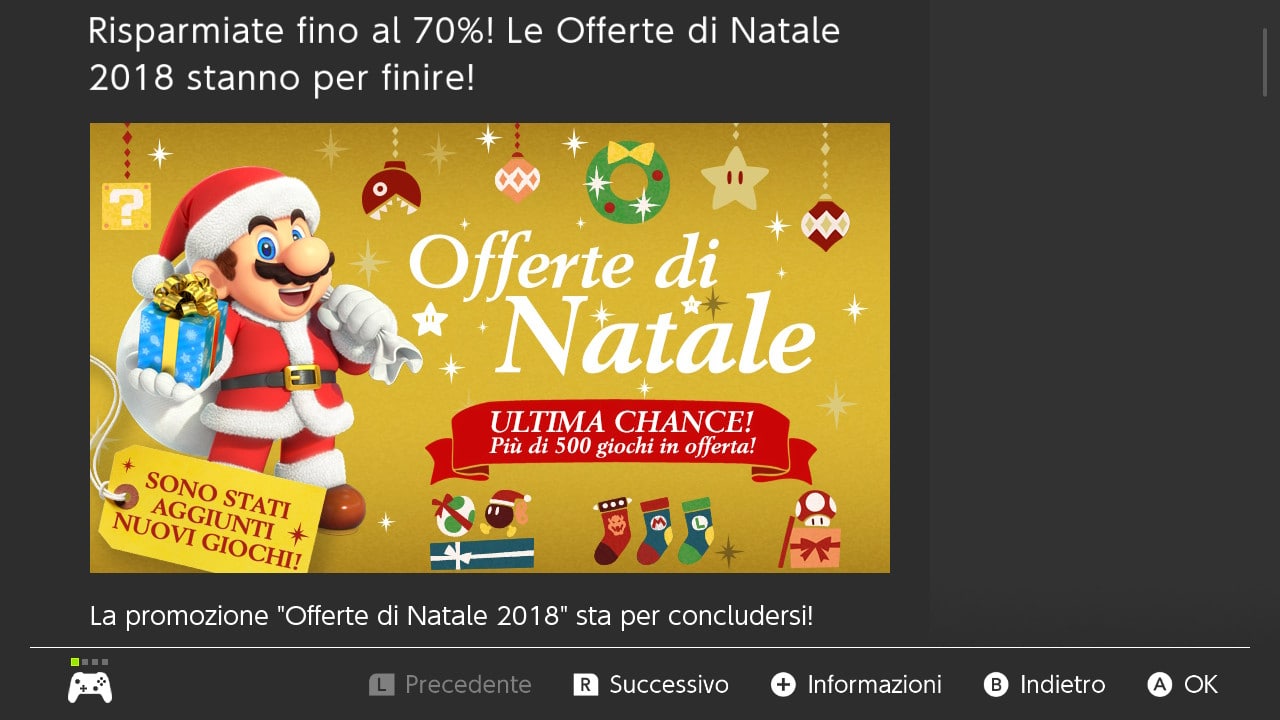 Risparmiate fino al 70%! Le Offerte di Natale
2018 stanno per finire!
?
Offerte di
Natale
ULTIMA CHANCE!
Più di 500 giochi in offerta!
SONO STATI
AGGIUNTI
NUOVI GIOCHI!
M
L
La promozione "Offerte di Natale 2018" sta per concludersi!
L Precedente
R Successivo
+ Informazioni
B Indietro
A OK